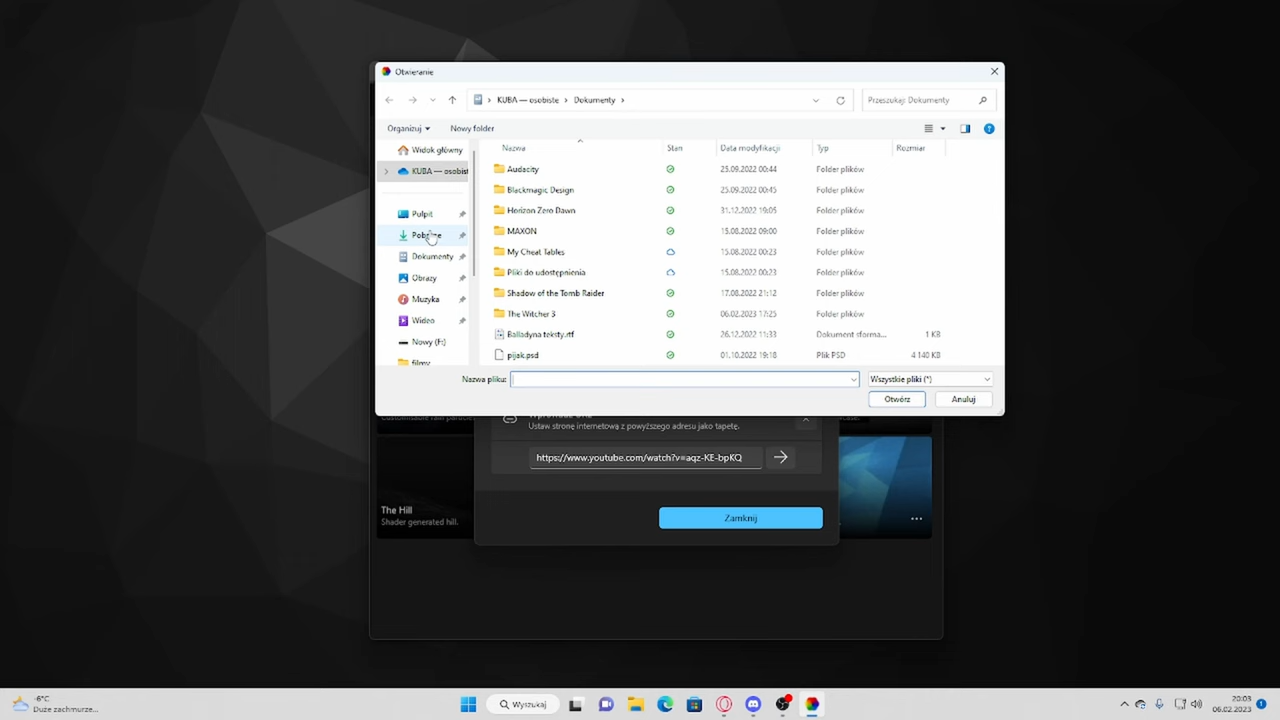 Otwieranie
KUBA — osobiste > Dokumenty >
Przeszukaj: Dokumenty
Organizuj
Nowy folder
Nazwa Stan Data modyfikacji Typ Rozmiar
Widok główny
KUBA — osobist
Pulpit
Dokumenty
Obrazy
Muzyka
Wideo
Nowy (F:)
filmy
Audacity 25.09.2022 00:44 Folder plików
Blackmagic Design 25.09.2022 00:45 Folder plików
Horizon Zero Dawn 31.12.2022 19:05 Folder plików
MAXON 15.08.2022 09:00 Folder plików
My Cheat Tables 15.08.2022 00:23 Folder plików
Pliki do udostępnienia 15.08.2022 00:23 Folder plików
Shadow of the Tomb Raider 17.08.2022 21:12 Folder plików
The Witcher 3 06.02.2023 17:25 Folder plików
Balladyna teksty.rtf 26.12.2022 11:33 Dokument sforma... 1 KB
pijak.psd 01.10.2022 19:18 Plik PSD 4 140 KB
Nazwa pliku:
Wszystkie pliki (*)
Otwórz
Anuluj
Ustaw stronę internetową z powyższego adresu jako tapetę.
https://www.youtube.com/watch?v=aqz-KE-bpKQ
Zamknij
The Hill
Shader generated hill.
-6°C
Duże zachmurze...
Wyszukaj
20:03
06.02.2023